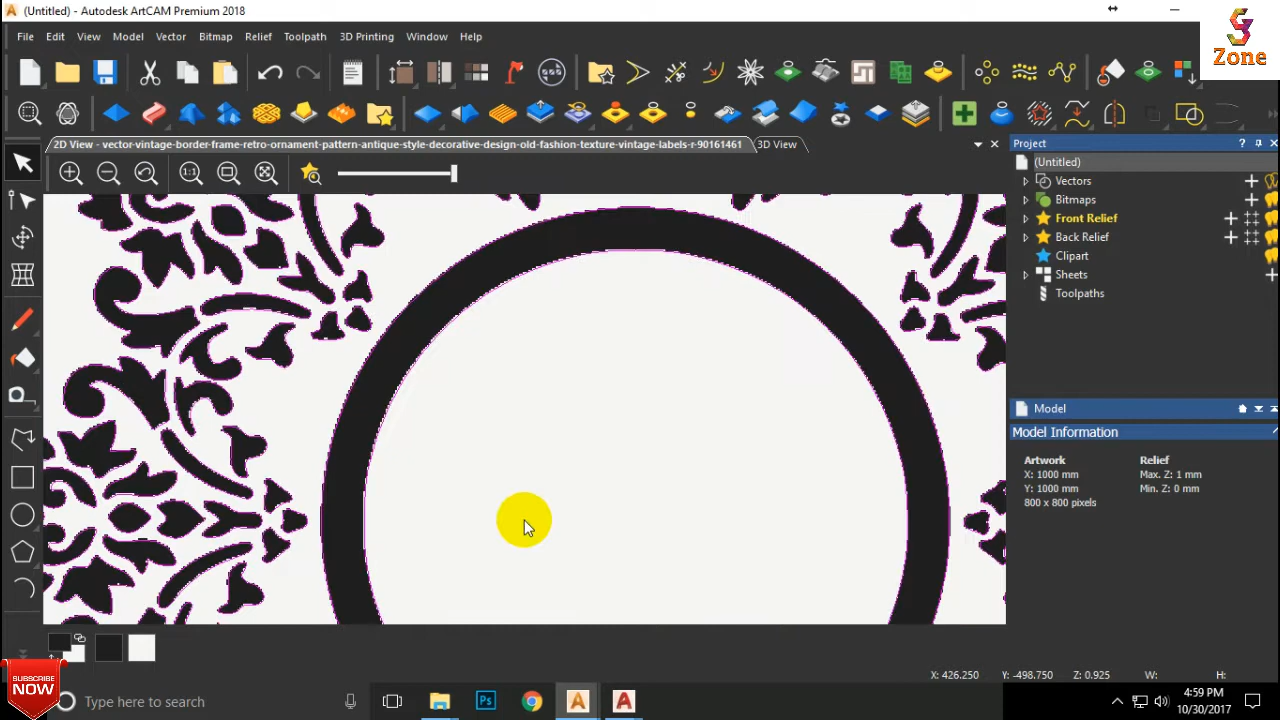 (Untitled) - Autodesk ArtCAM Premium 2018
File Edit View Model Vector Bitmap Relief Toolpath 3D Printing Window Help
Zone
2D View - vector-vintage-border-frame-retro-ornament-pattern-antique-style-decorative-design-old-fashion-texture-vintage-labels-r-90161461
3D View
Project
(Untitled)
Vectors
Bitmaps
Front Relief
Back Relief
Clipart
Sheets
Toolpaths
1:1
Model
Model Information
Artwork Relief
X: 1000 mm Max. Z: 1 mm
Y: 1000 mm Min. Z: 0 mm
800 x 800 pixels
X: 426.250 Y: -498.750 Z: 0.925 W: H:
SUBSCRIBE
NOW
Type here to search
Ps
4:59 PM
10/30/2017